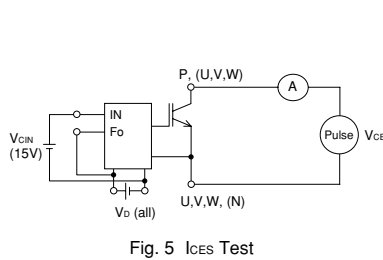 P, (U,V,W)
A
IN
Fo
VCIN
(15V)
Pulse
VCE
U,V,W, (N)
VD (all)
Fig. 5 ICES Test